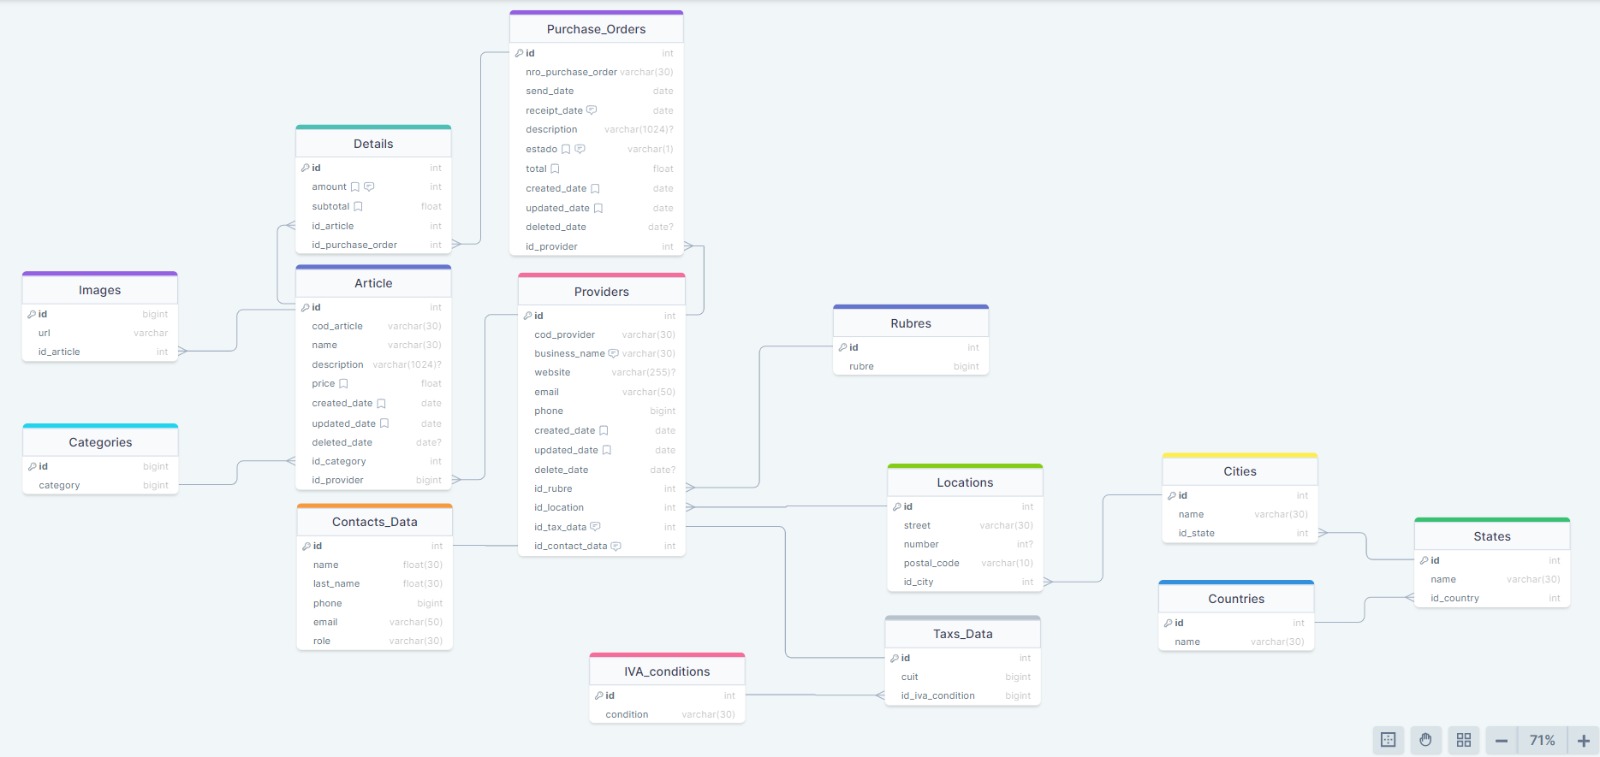 Purchase_Orders
id int
nro_purchase_order varchar(30)
send_date date
receipt_date date
description varchar(1024)?
estado varchar(1)
total float
created_date date
updated_date date
deleted_date date?
id_provider int
Details
id int
amount int
subtotal float
id_article int
id_purchase_order int
Images
id bigint
url varchar
id_article int
Article
id int
cod_article varchar(30)
name varchar(30)
description varchar(1024)?
price float
created_date date
updated_date date
deleted_date date?
id_category int
id_provider bigint
Providers
id int
cod_provider varchar(30)
business_name varchar(30)
website varchar(255)?
email varchar(50)
phone bigint
created_date date
updated_date date
delete_date date?
id_rubre int
id_location int
id_tax_data int
id_contact_data int
Rubres
id int
rubre bigint
Categories
id bigint
category bigint
Contacts_Data
id int
name float(30)
last_name float(30)
phone bigint
email varchar(50)
role varchar(30)
Locations
id int
street varchar(30)
number int?
postal_code varchar(10)
id_city int
Cities
id int
name varchar(30)
id_state int
States
id int
name varchar(30)
id_country int
Countries
id int
name varchar(30)
Taxs_Data
id int
cuit bigint
id_iva_condition bigint
IVA_conditions
id int
condition varchar(30)
71%